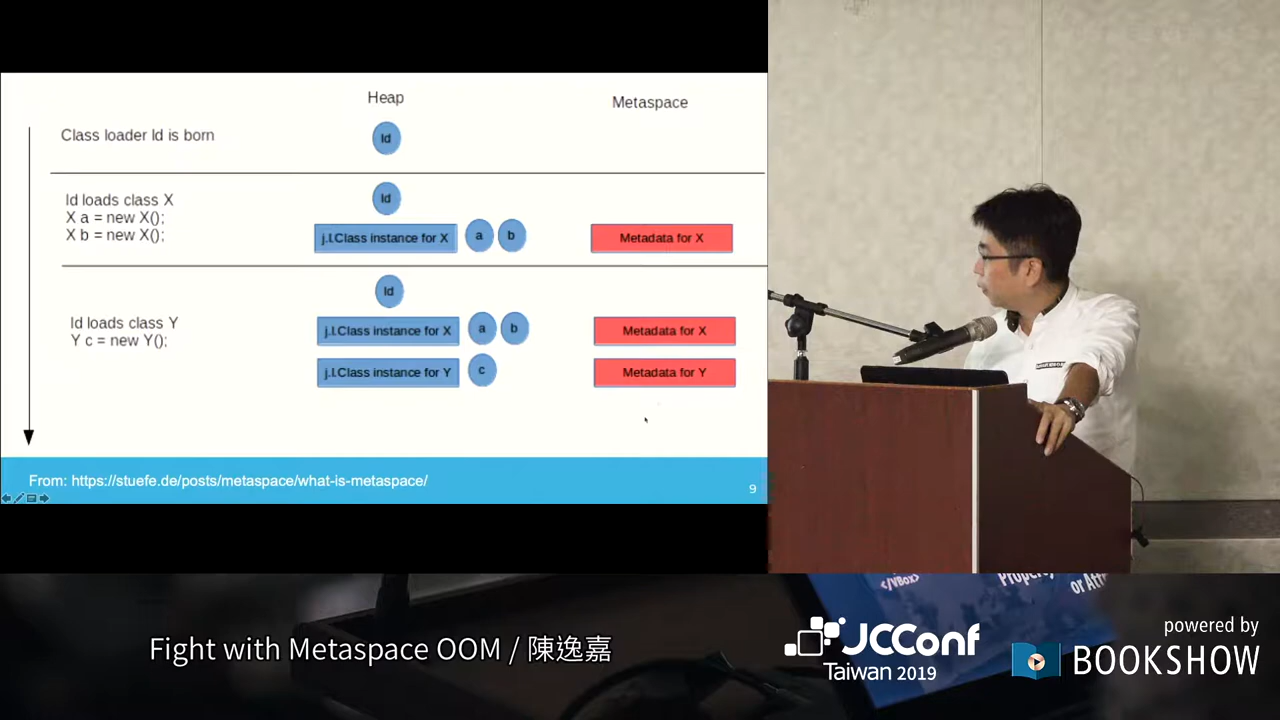 Heap
Metaspace
Class loader ld is born
ld
ld loads class X
X a = new X();
X b = new X();
ld
j.l.Class instance for X
a
b
Metadata for X
ld loads class Y
Y c = new Y();
ld
j.l.Class instance for X
a
b
Metadata for X
j.l.Class instance for Y
c
Metadata for Y
From: https://stuefe.de/posts/metaspace/what-is-metaspace/
9
</VBox>
Fight with Metaspace OOM / 陳逸嘉
JCConf
Taiwan 2019
powered by
BOOKSHOW